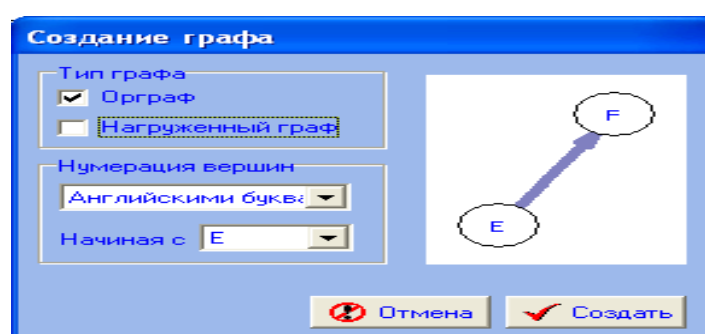 Создание графа
Тип графа
Орграф
Нагруженный граф
Нумерация вершин
Английскими буква
Начиная с E
F
E
Отмена
Создать